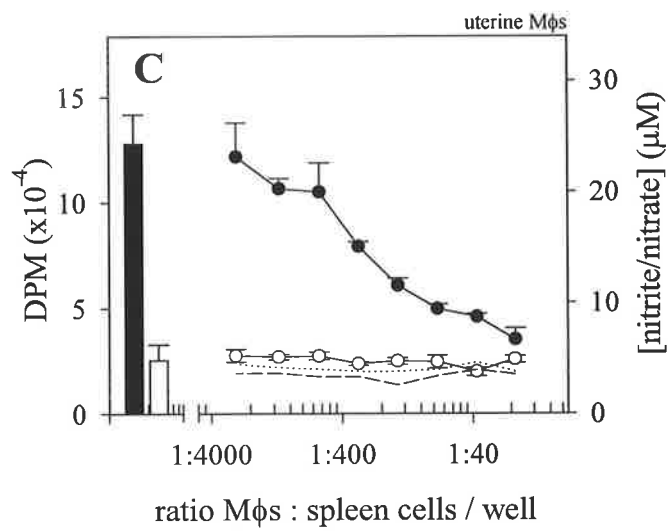 uterine Mϕs
C
15
10
5
0
DPM (x10⁻⁴)
30
20
10
0
[nitrite/nitrate] (μM)
1:4000 1:400 1:40
ratio Mϕs : spleen cells / well